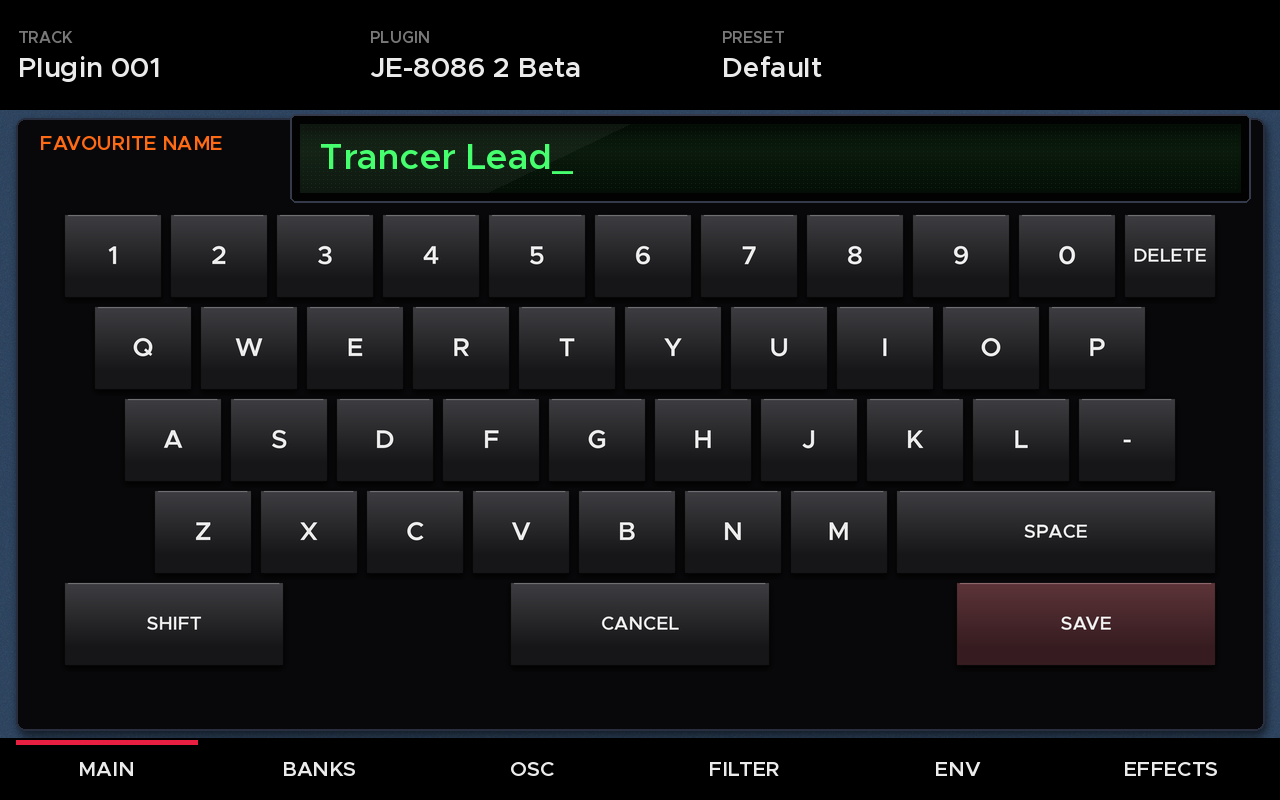 TRACK PLUGIN PRESET
Plugin 001 JE-8086 2 Beta Default
FAVOURITE NAME
Trancer Lead_
1 2 3 4 5 6 7 8 9 0 DELETE
Q W E R T Y U I O P
A S D F G H J K L -
Z X C V B N M SPACE
SHIFT CANCEL SAVE
MAIN BANKS OSC FILTER ENV EFFECTS